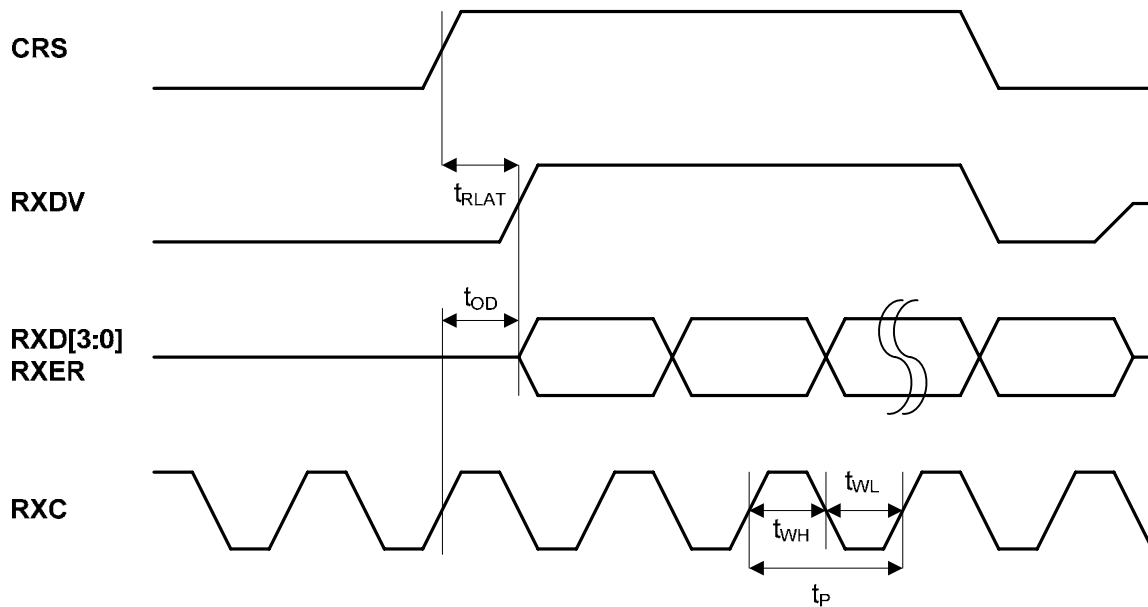 CRS
tRLAT
RXDV
tOD
RXD[3:0]
RXER
RXC
tWL
tWH
tP